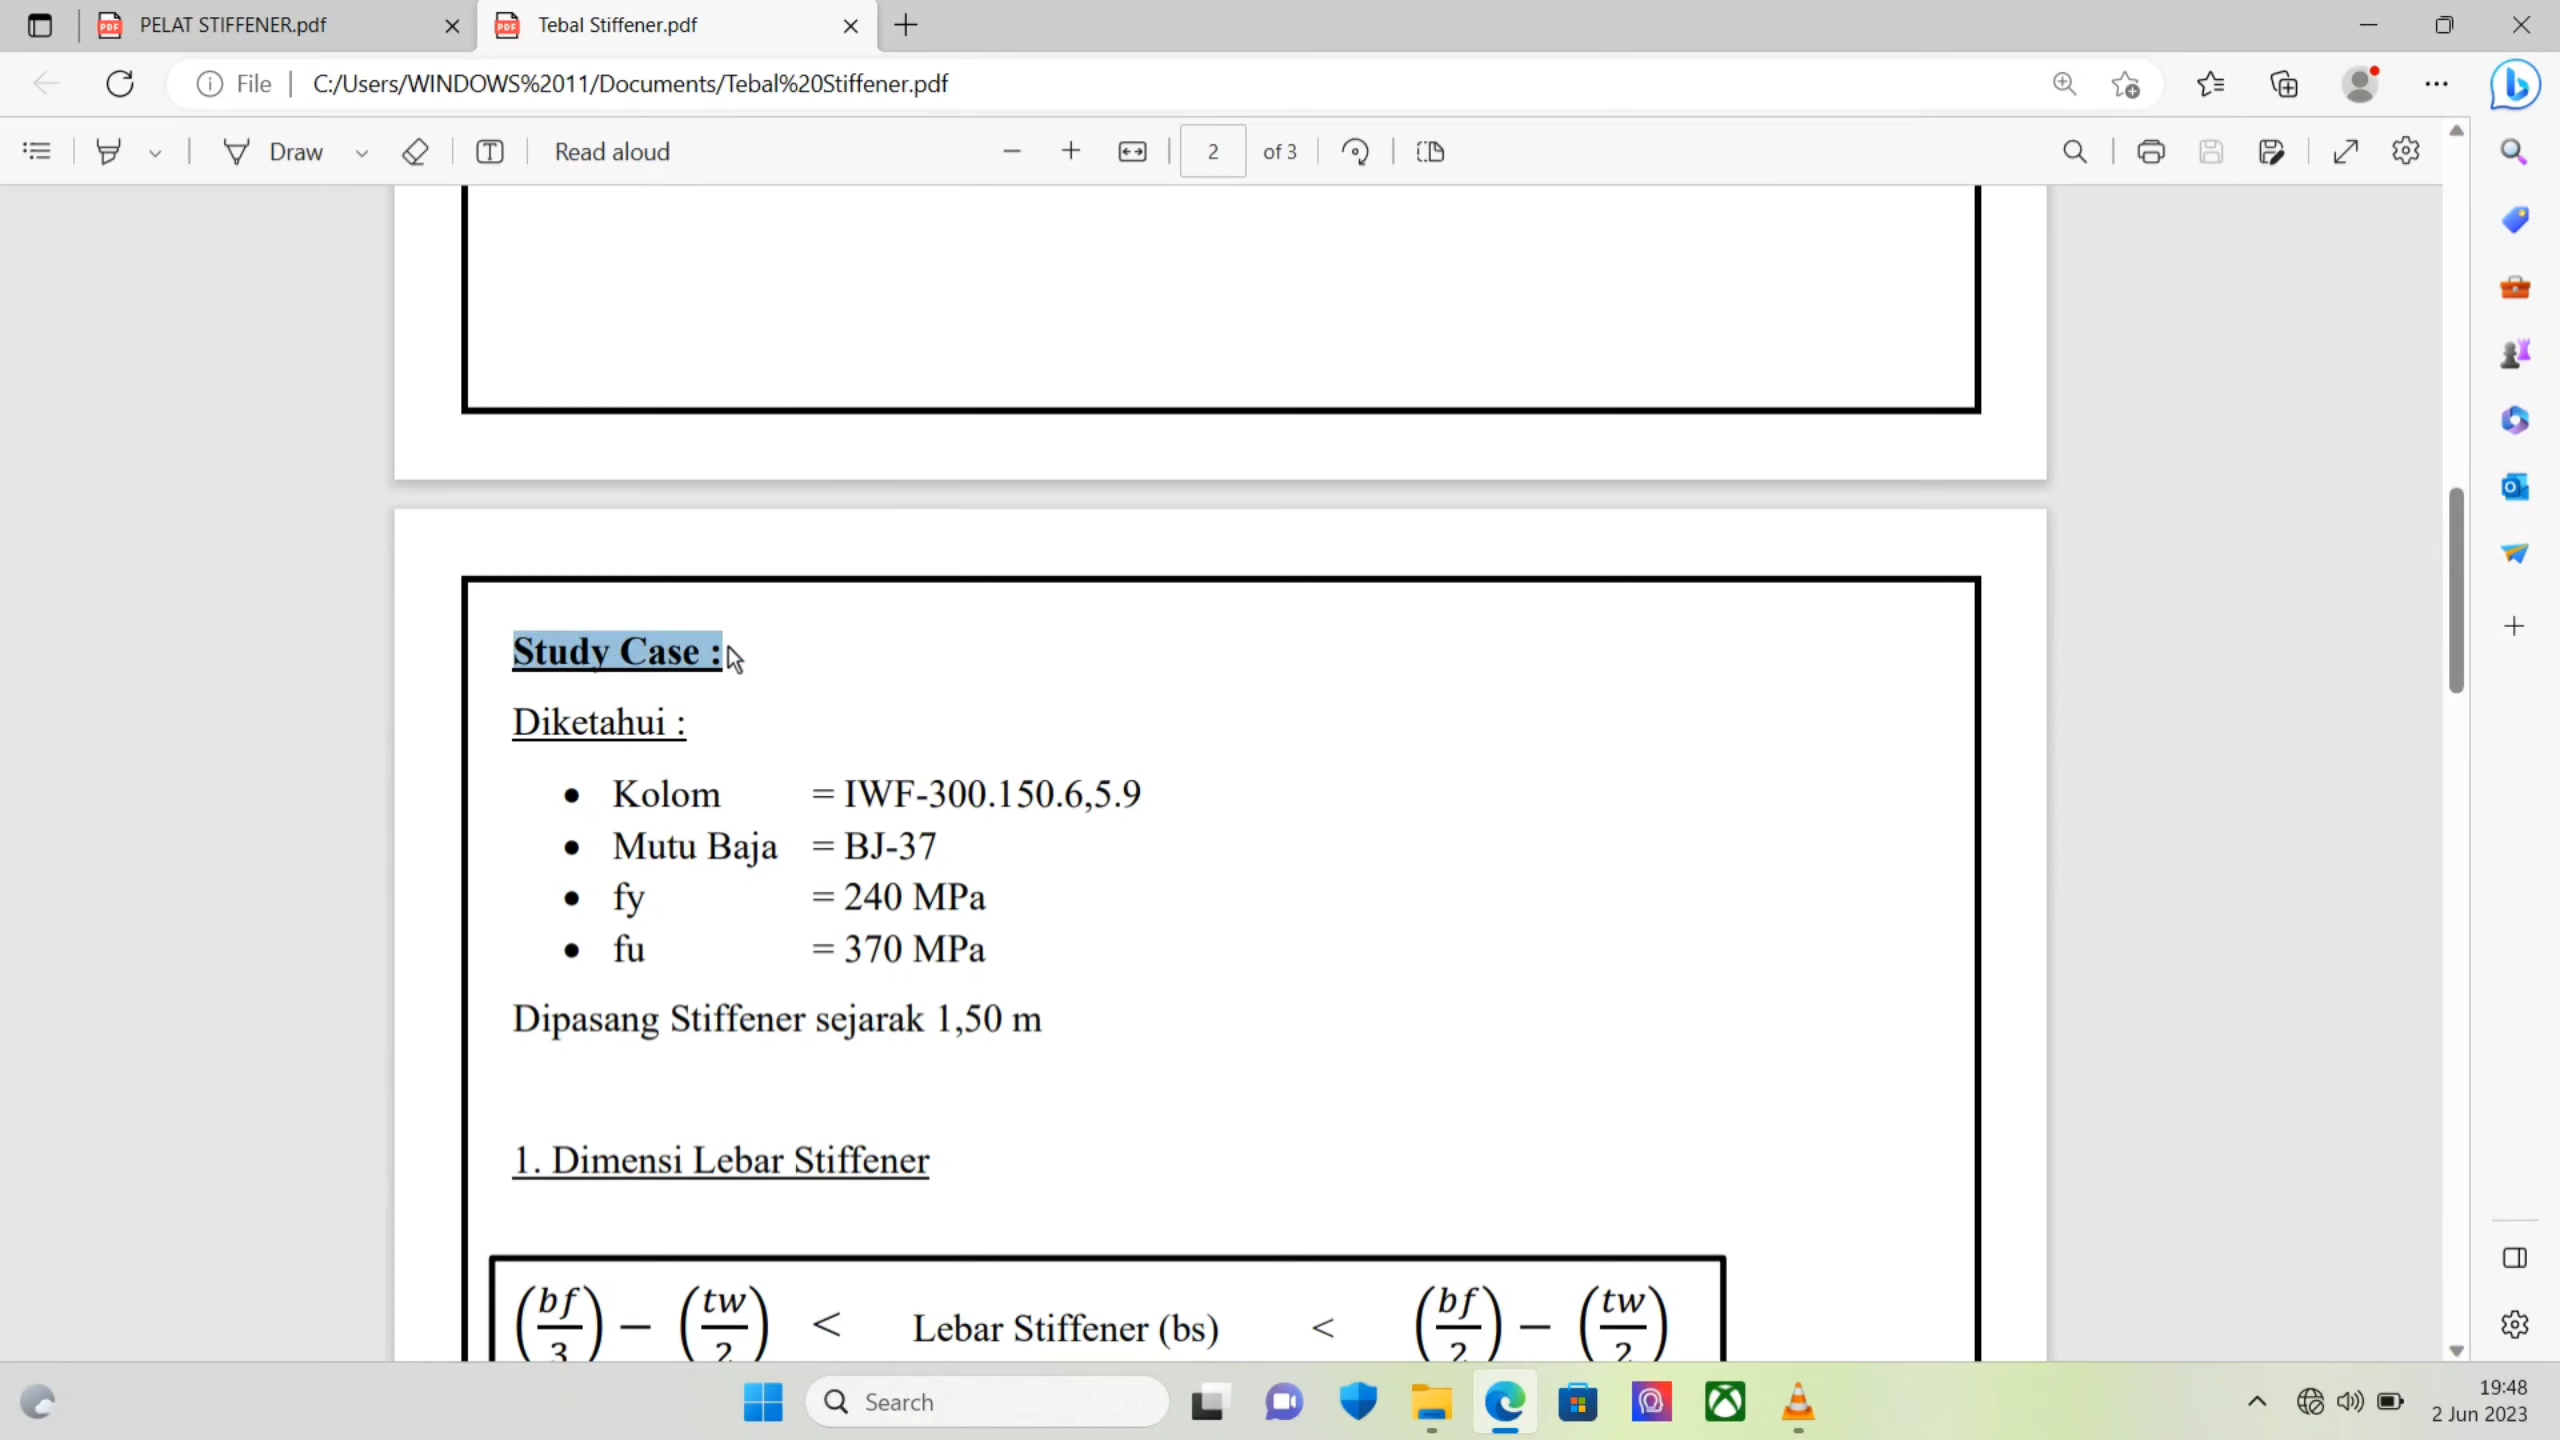 PELAT STIFFENER.pdf
Tebal Stiffener.pdf
File
C:/Users/WINDOWS%2011/Documents/Tebal%20Stiffener.pdf
Draw
Read aloud
2 of 3
Study Case :
Diketahui :
• Kolom = IWF-300.150.6,5.9
• Mutu Baja = BJ-37
• fy = 240 MPa
• fu = 370 MPa
Dipasang Stiffener sejarak 1,50 m
1. Dimensi Lebar Stiffener
(bf/3) − (tw/2) < Lebar Stiffener (bs) < (bf/2) − (tw/2)
Search
19:48
2 Jun 2023